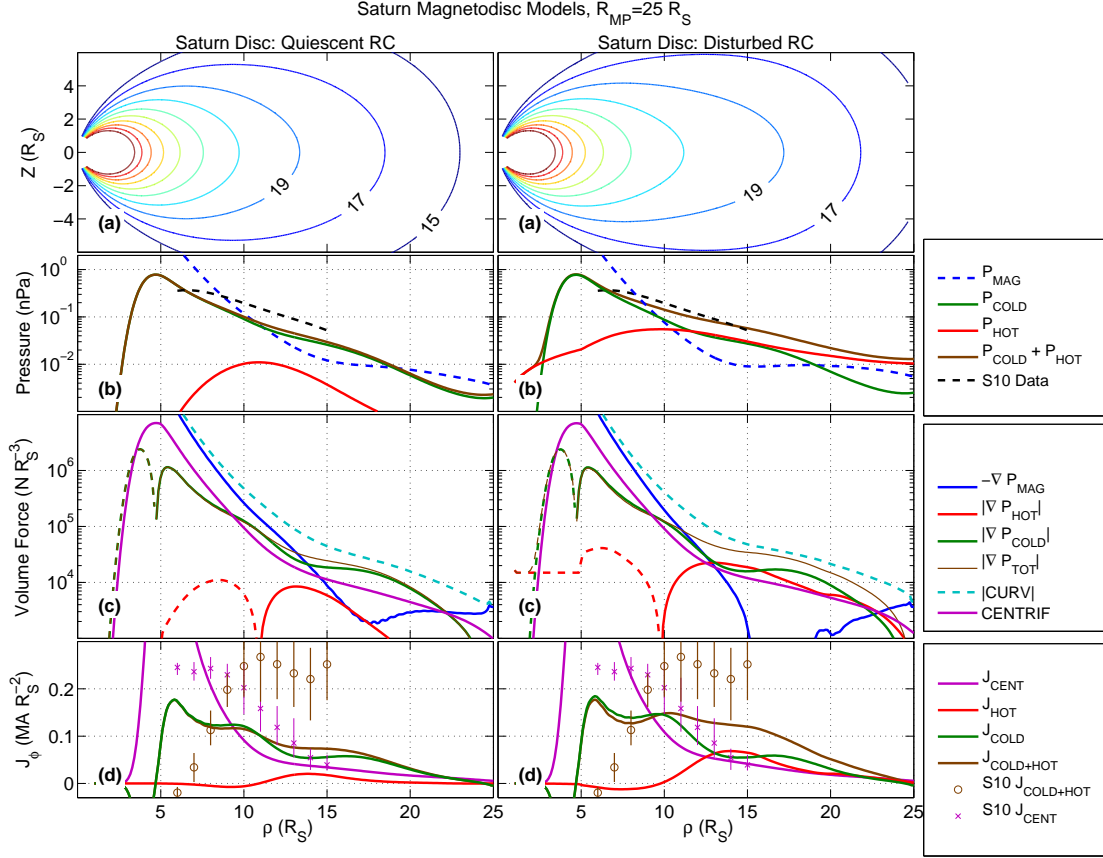 Saturn Magnetodisc Models, R_MP=25 R_S
Saturn Disc: Quiescent RC
Saturn Disc: Disturbed RC
Z (R_S)
4
2
0
−2
−4
(a)
19
17
15
(a)
19
17
Pressure (nPa)
10^0
10^-1
10^-2
(b)
(b)
P_MAG
P_COLD
P_HOT
P_COLD + P_HOT
S10 Data
Volume Force (N R_S^-3)
10^6
10^5
10^4
(c)
(c)
−∇ P_MAG
|∇ P_HOT|
|∇ P_COLD|
|∇ P_TOT|
|CURV|
CENTRIF
J_ϕ (MA R_S^-2)
0.2
0.1
0
(d)
(d)
J_CENT
J_HOT
J_COLD
J_COLD+HOT
S10 J_COLD+HOT
S10 J_CENT
5 10 15 20 25
5 10 15 20 25
ρ (R_S)
ρ (R_S)